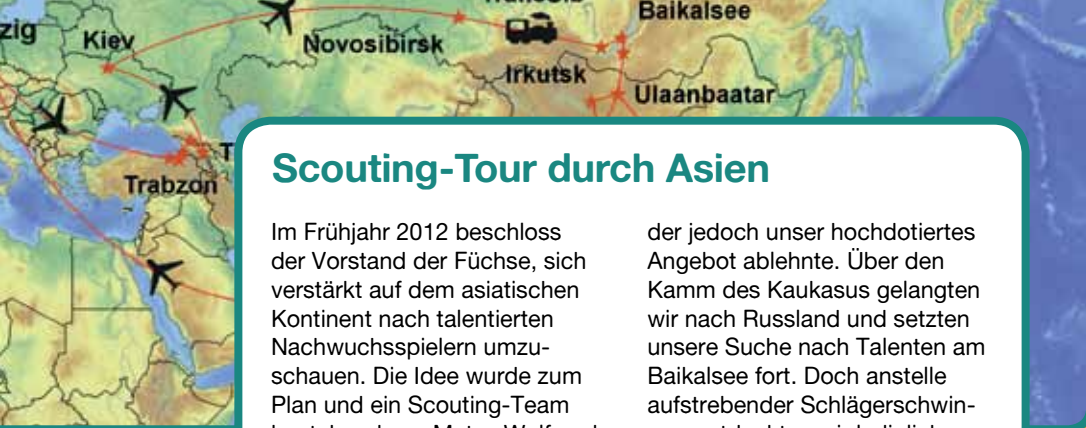 Baikalsee
zig
Kiev
Novosibirsk
Irkutsk
Ulaanbaatar
Trabzon
Scouting-Tour durch Asien
Im Frühjahr 2012 beschloss
der Vorstand der Füchse, sich
verstärkt auf dem asiatischen
Kontinent nach talentierten
Nachwuchsspielern umzu-
schauen. Die Idee wurde zum
Plan und ein Scouting-Team
der jedoch unser hochdotiertes
Angebot ablehnte. Über den
Kamm des Kaukasus gelangten
wir nach Russland und setzten
unsere Suche nach Talenten am
Baikalsee fort. Doch anstelle
aufstrebender Schlägerschwin-